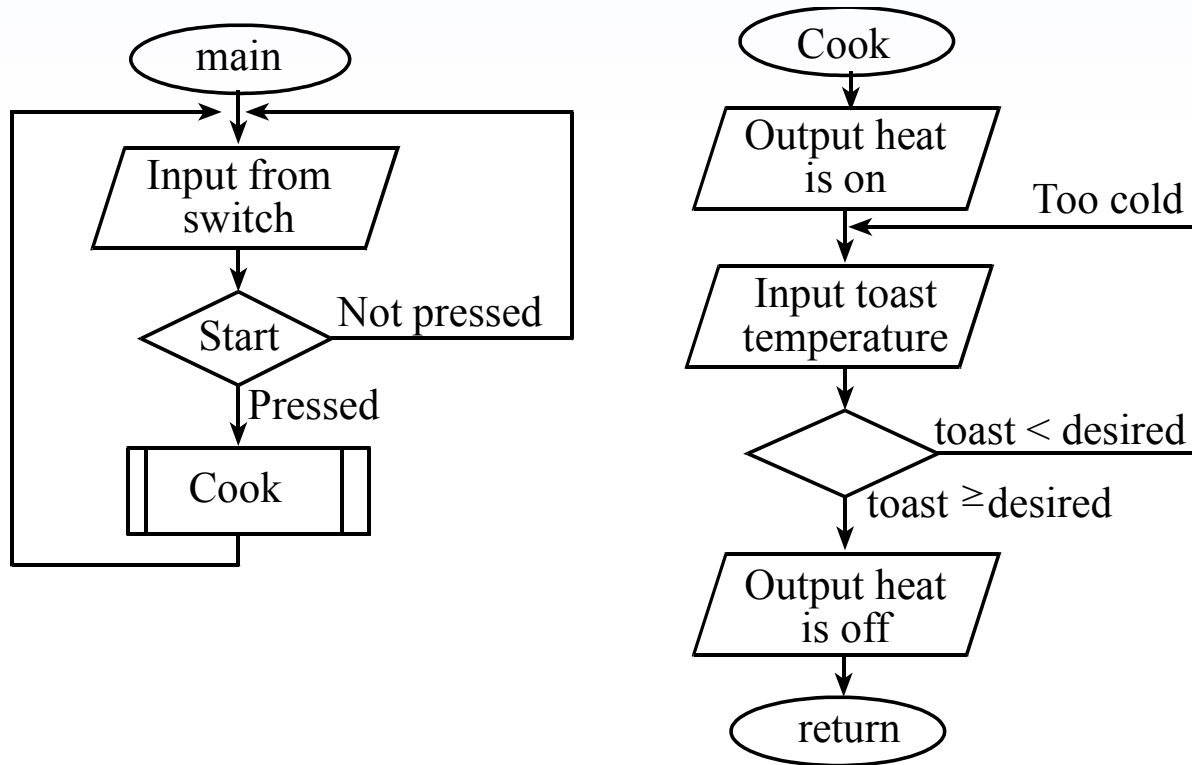 main
Input from
switch
Start
Not pressed
Pressed
Cook
Cook
Output heat
is on
Too cold
Input toast
temperature
toast < desired
toast ≥desired
Output heat
is off
return